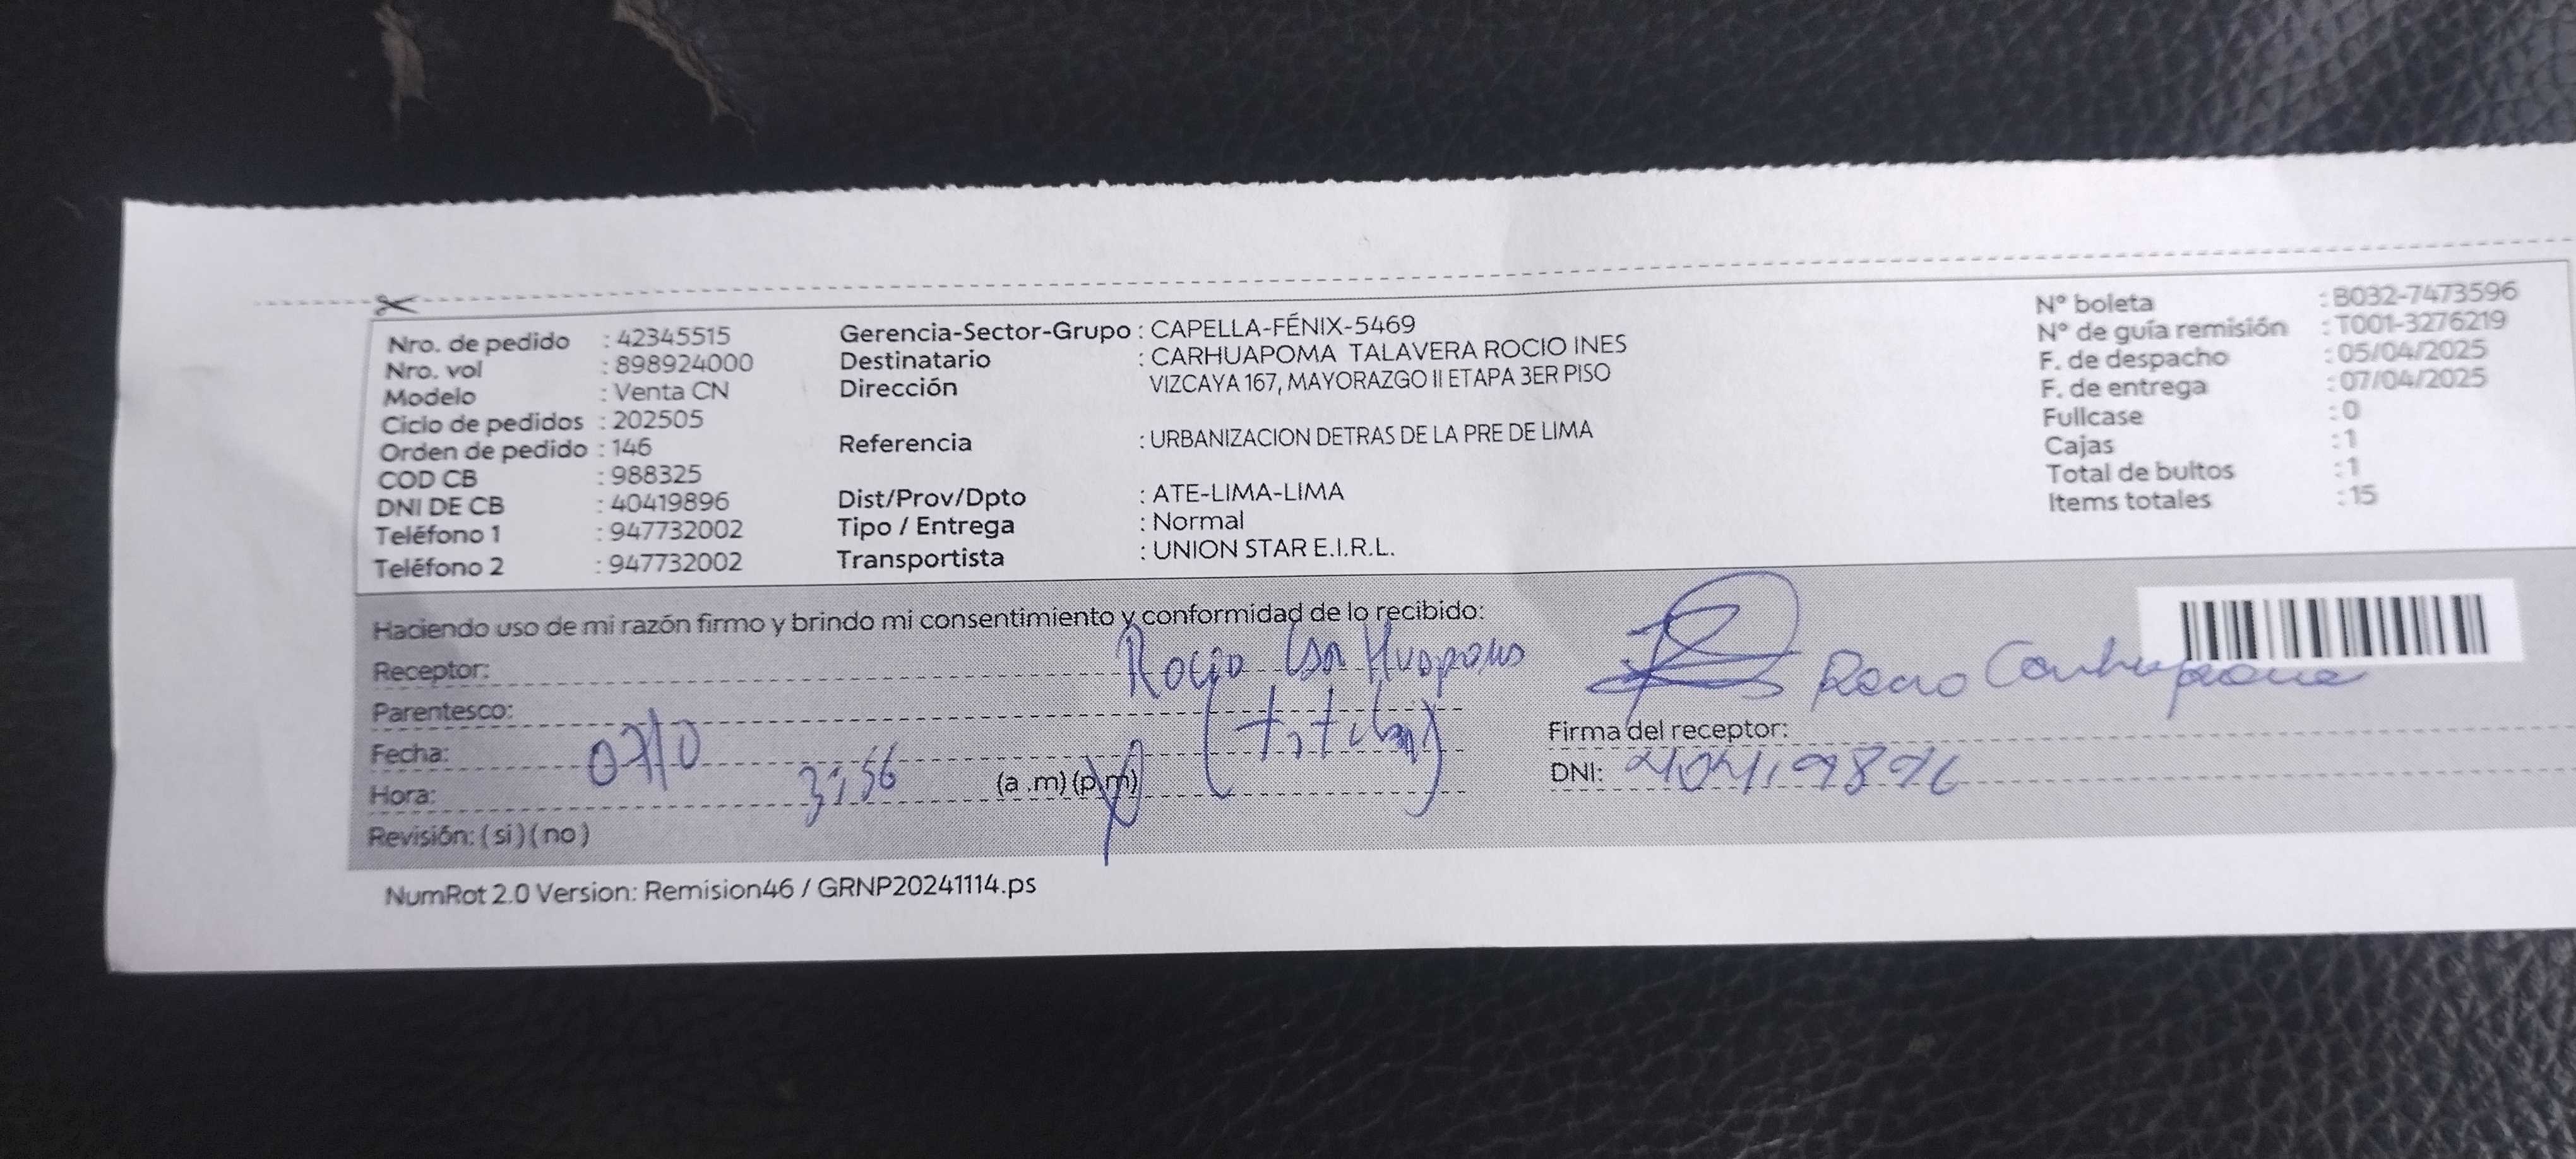 Nro. de pedido : 42345515
Nro. vol : 898924000
Modelo : Venta CN
Ciclo de pedidos : 202505
Orden de pedido : 146
COD CB : 988325
DNI DE CB : 40419896
Teléfono 1 : 947732002
Teléfono 2 : 947732002
Gerencia-Sector-Grupo : CAPELLA-FÉNIX-5469
Destinatario : CARHUAPOMA TALAVERA ROCIO INES
Dirección VIZCAYA 167, MAYORAZGO II ETAPA 3ER PISO
Referencia : URBANIZACION DETRAS DE LA PRE DE LIMA
Dist/Prov/Dpto : ATE-LIMA-LIMA
Tipo / Entrega : Normal
Transportista : UNION STAR E.I.R.L.
N° boleta : B032-7473596
N° de guía remisión : T001-3276219
F. de despacho : 05/04/2025
F. de entrega : 07/04/2025
Fullcase : 0
Cajas : 1
Total de bultos : 1
Items totales : 15
Haciendo uso de mi razón firmo y brindo mi consentimiento y conformidad de lo recibido:
Receptor: Rocio
Parentesco: (titular)
Fecha:
Hora: 3:56 (a .m) (p.m)
Revisión: ( si ) ( no )
Rocio
Firma del receptor:
DNI: 40419896
NumRot 2.0 Version: Remision46 / GRNP20241114.ps